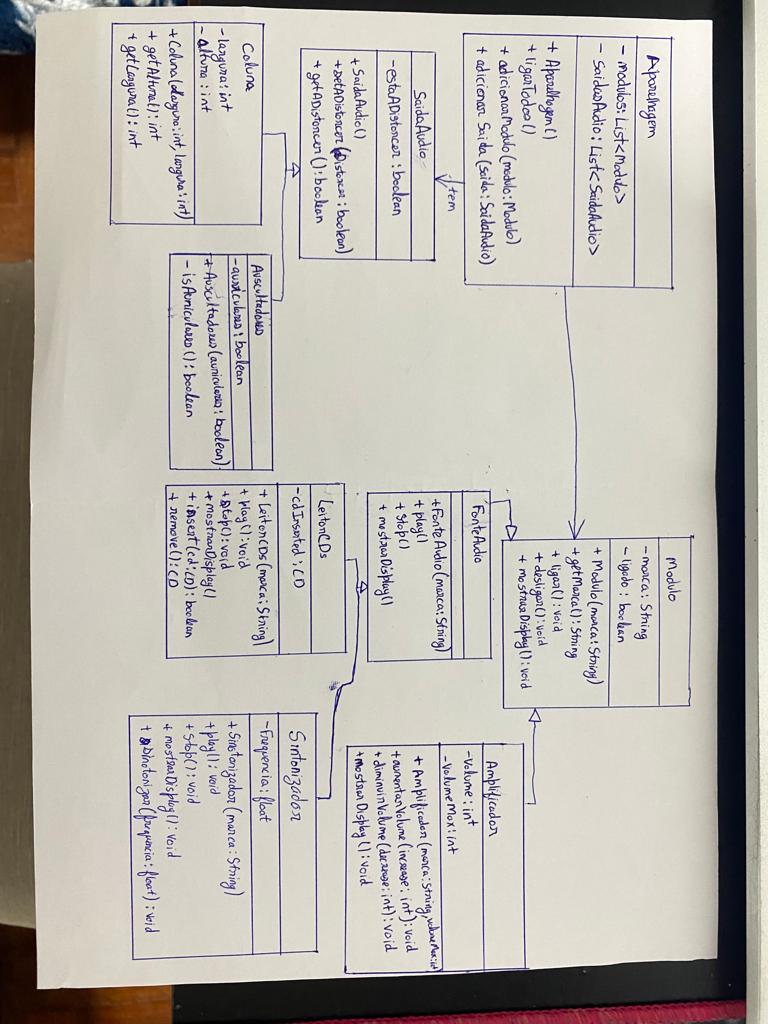 Aparelhagem
- modulos: List<Modulo>
- SaidasAudio: List<SaidaAudio>
+ Aparelhagem()
+ ligarTodos()
+ adicionarModulo (modulo: Modulo)
+ adicionar Saida (saida: SaidaAudio)
tem
SaidaAudio
- estaADistorcer: boolean
+ SaidaAudio()
+ setADistorcer (Distorcer: boolean)
+ getADistorcer(): boolean
Coluna
- largura: int
- altura: int
+ Coluna (largura: int, largura: int)
+ getAltura(): int
+ getLargura(): int
Auscultadores
- auriculares: boolean
+ Auscultadores (auriculares: boolean)
- isAuriculares(): boolean
Modulo
- marca: String
- ligado: boolean
+ Modulo (marca: String)
+ getMarca(): String
+ ligar(): void
+ desligar(): void
+ mostrarDisplay(): void
FonteAudio
+ FonteAudio (marca: String)
+ play()
+ Stop()
+ mostrarDisplay()
Amplificador
- Volume: int
- VolumeMax: int
+ Amplificador (marca: String, volumeMax: int
+ aumentarVolume (increase: int): void
+ diminuirVolume (decrease: int): void
+ mostrarDisplay(): void
LeitorCDs
- cdInserted: CD
+ LeitorCDs (marca: String)
+ play(): void
+ Stop(): void
+ mostrarDisplay()
+ insert (cd: CD): boolean
+ remove(): CD
Sintonizador
- Frequencia: float
+ Sintonizador (marca: String)
+ play(): void
+ Stop(): void
+ mostrarDisplay(): void
+ Sinotonizar (frequencia: float): void